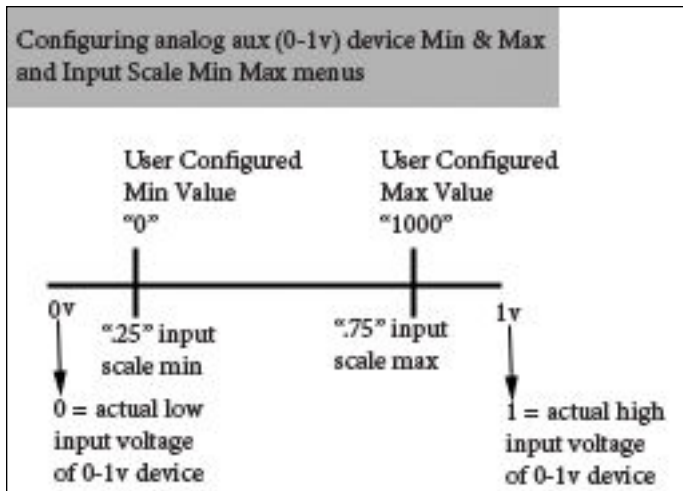 Configuring analog aux (0-1v) device Min & Max
and Input Scale Min Max menus
User Configured
Min Value
"0"
User Configured
Max Value
"1000"
0v
".25" input
scale min
".75" input
scale max
1v
0 = actual low
input voltage
of 0-1v device
1 = actual high
input voltage
of 0-1v device